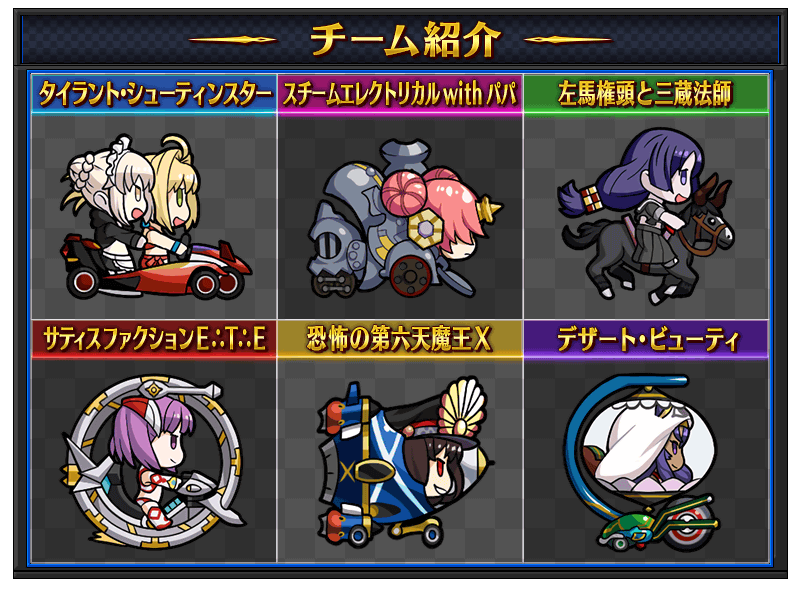 チーム紹介
タイラント・シューティンスター
スチームエレクトリカル with パパ
左馬権頭と三蔵法師
サティスファクションE∴T∴E
恐怖の第六天魔王X
デザート・ビューティ